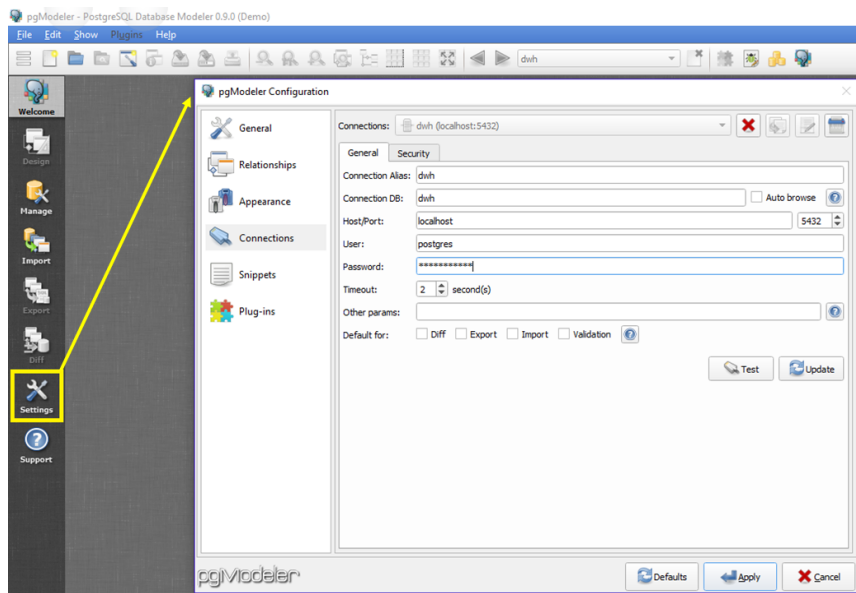 pgModeler - PostgreSQL Database Modeler 0.9.0 (Demo)
File Edit Show Plugins Help
dwh
Welcome
Design
Manage
Import
Export
Diff
Settings
Support
pgModeler Configuration
General
Relationships
Appearance
Connections
Snippets
Plug-ins
Connections: dwh (localhost:5432)
General Security
Connection Alias: dwh
Connection DB: dwh Auto browse
Host/Port: localhost 5432
User: postgres
Password: ***********
Timeout: 2 second(s)
Other params:
Default for: Diff Export Import Validation
Test Update
pgModeler
Defaults Apply Cancel